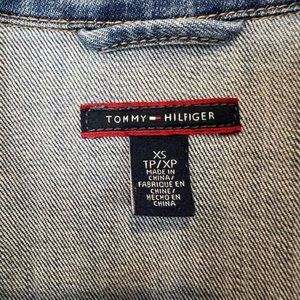 TOMMY HILFIGER
XS
TP/XP
MADE IN
CHINA/
FABRIQUE EN
CHINE/
HECHO EN
CHINA